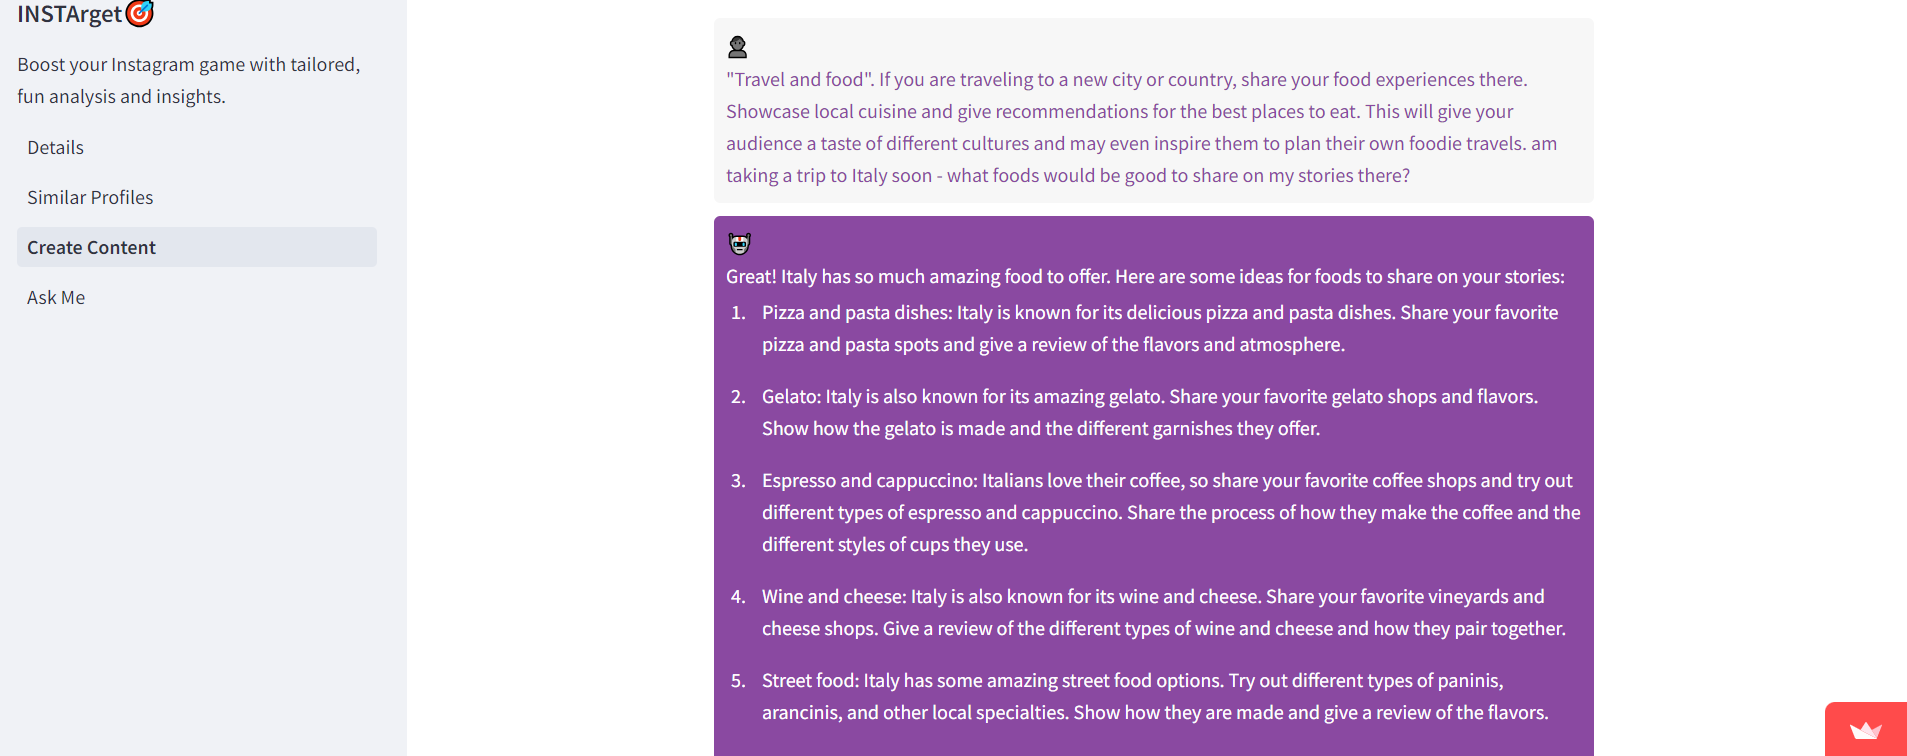 INSTArget
Boost your Instagram game with tailored,
fun analysis and insights.
Details
Similar Profiles
Create Content
Ask Me
"Travel and food". If you are traveling to a new city or country, share your food experiences there.
Showcase local cuisine and give recommendations for the best places to eat. This will give your
audience a taste of different cultures and may even inspire them to plan their own foodie travels. am
taking a trip to Italy soon - what foods would be good to share on my stories there?
Great! Italy has so much amazing food to offer. Here are some ideas for foods to share on your stories:
1. Pizza and pasta dishes: Italy is known for its delicious pizza and pasta dishes. Share your favorite
pizza and pasta spots and give a review of the flavors and atmosphere.
2. Gelato: Italy is also known for its amazing gelato. Share your favorite gelato shops and flavors.
Show how the gelato is made and the different garnishes they offer.
3. Espresso and cappuccino: Italians love their coffee, so share your favorite coffee shops and try out
different types of espresso and cappuccino. Share the process of how they make the coffee and the
different styles of cups they use.
4. Wine and cheese: Italy is also known for its wine and cheese. Share your favorite vineyards and
cheese shops. Give a review of the different types of wine and cheese and how they pair together.
5. Street food: Italy has some amazing street food options. Try out different types of paninis,
arancinis, and other local specialties. Show how they are made and give a review of the flavors.